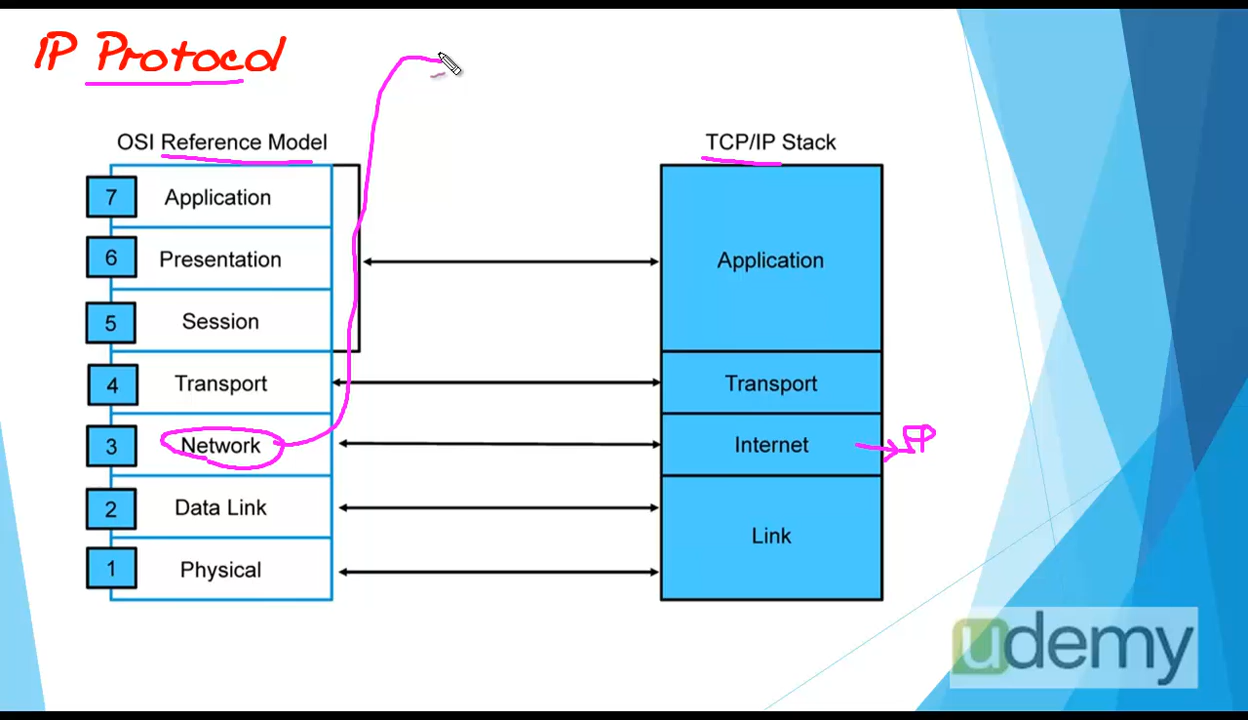 IP Protocol
OSI Reference Model
7 Application
6 Presentation
5 Session
4 Transport
3 Network
2 Data Link
1 Physical
TCP/IP Stack
Application
Transport
Internet IP
Link
udemy